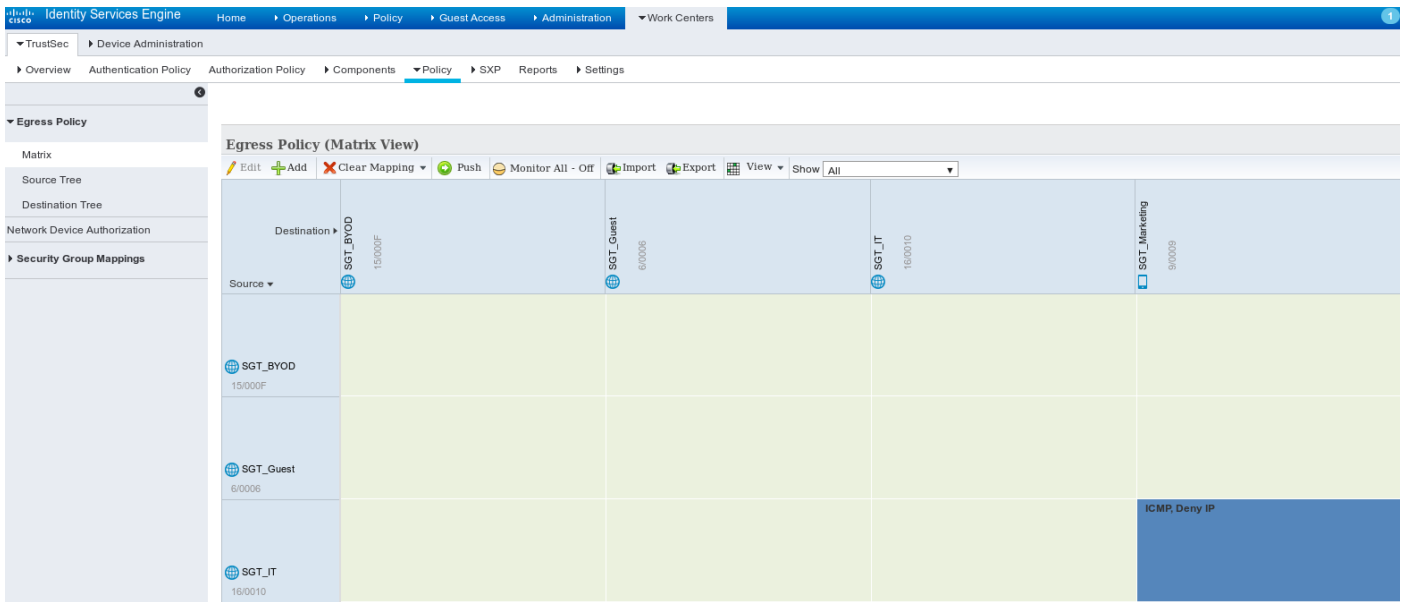 cisco Identity Services Engine Home Operations Policy Guest Access Administration Work Centers 1
TrustSec Device Administration
Overview Authentication Policy Authorization Policy Components Policy SXP Reports Settings
Egress Policy
Matrix
Source Tree
Destination Tree
Network Device Authorization
Security Group Mappings
Egress Policy (Matrix View)
Edit Add Clear Mapping Push Monitor All - Off Import Export View Show All
Destination
Source
SGT_BYOD
15/000F
SGT_Guest
6/0006
SGT_IT
16/0010
SGT_Marketing
9/0009
SGT_BYOD
15/000F
SGT_Guest
6/0006
SGT_IT
16/0010
ICMP, Deny IP